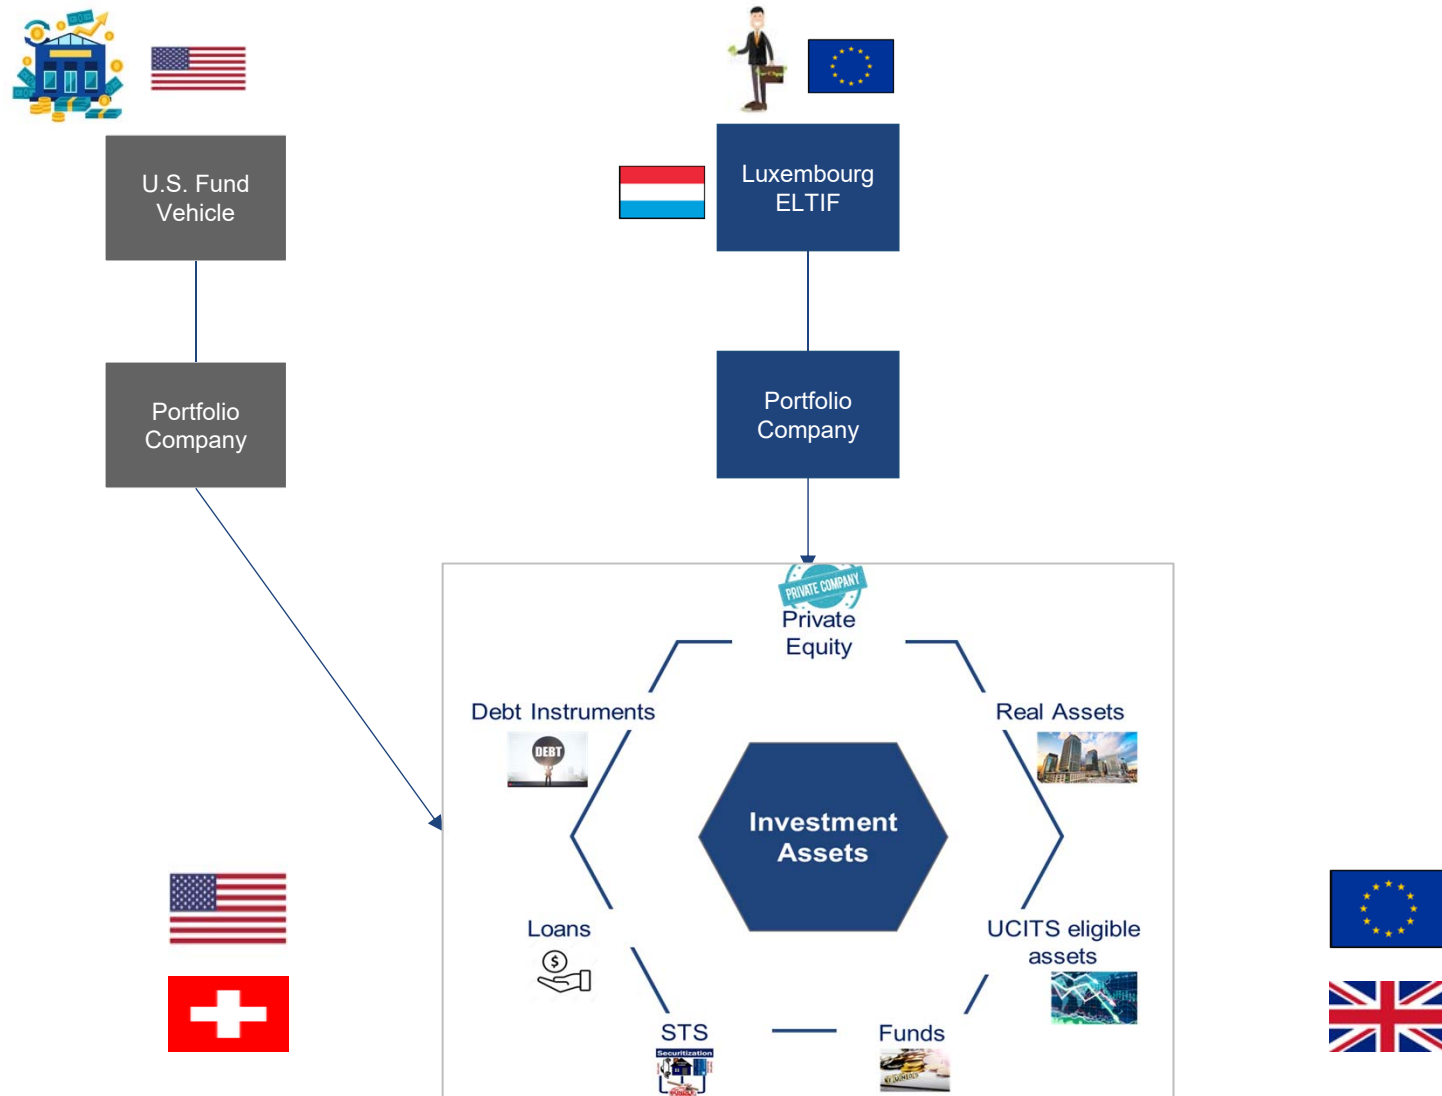 U.S. Fund
Vehicle
Luxembourg
ELTIF
Portfolio
Company
Portfolio
Company
PRIVATE COMPANY
Private
Equity
Debt Instruments
DEBT
Real Assets
Investment
Assets
Loans
$
UCITS eligible
assets
STS
Securitization
Funds